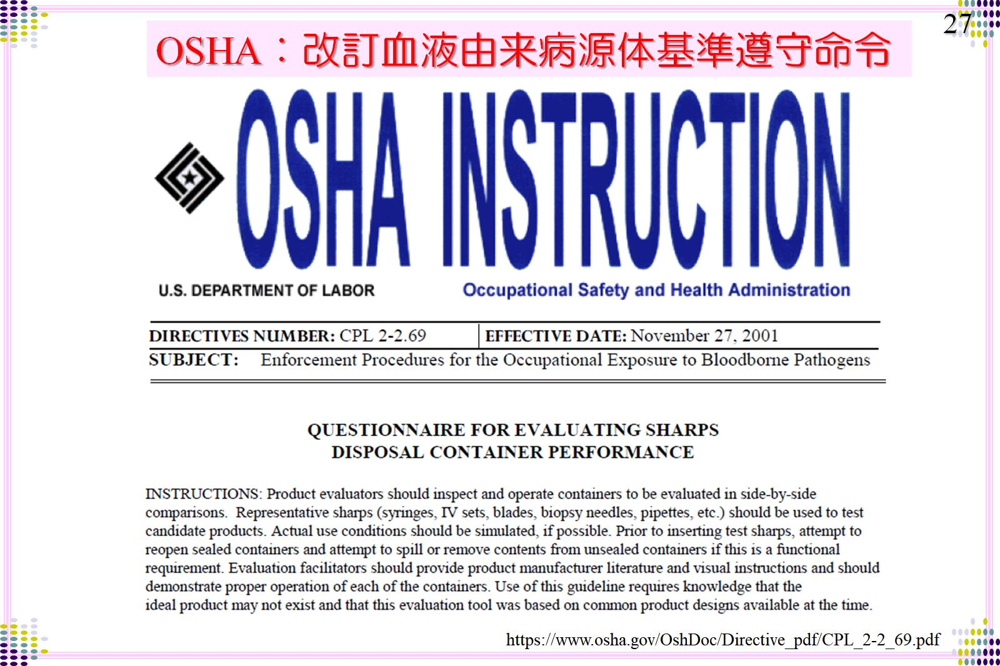 27
OSHA：改訂血液由来病源体基準遵守命令
OSHA INSTRUCTION
U.S. DEPARTMENT OF LABOR
Occupational Safety and Health Administration
DIRECTIVES NUMBER: CPL 2-2.69
EFFECTIVE DATE: November 27, 2001
SUBJECT: Enforcement Procedures for the Occupational Exposure to Bloodborne Pathogens
QUESTIONNAIRE FOR EVALUATING SHARPS
DISPOSAL CONTAINER PERFORMANCE
INSTRUCTIONS: Product evaluators should inspect and operate containers to be evaluated in side-by-side
comparisons. Representative sharps (syringes, IV sets, blades, biopsy needles, pipettes, etc.) should be used to test
candidate products. Actual use conditions should be simulated, if possible. Prior to inserting test sharps, attempt to
reopen sealed containers and attempt to spill or remove contents from unsealed containers if this is a functional
requirement. Evaluation facilitators should provide product manufacturer literature and visual instructions and should
demonstrate proper operation of each of the containers. Use of this guideline requires knowledge that the
ideal product may not exist and that this evaluation tool was based on common product designs available at the time.
https://www.osha.gov/OshDoc/Directive_pdf/CPL_2-2_69.pdf